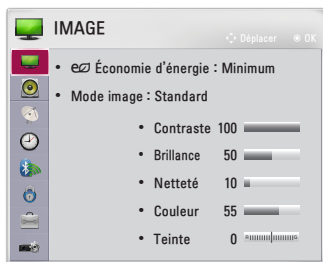 IMAGE
Déplacer OK
• eco Économie d'énergie : Minimum
• Mode image : Standard
• Contraste 100
• Brillance 50
• Netteté 10
• Couleur 55
• Teinte 0 R G